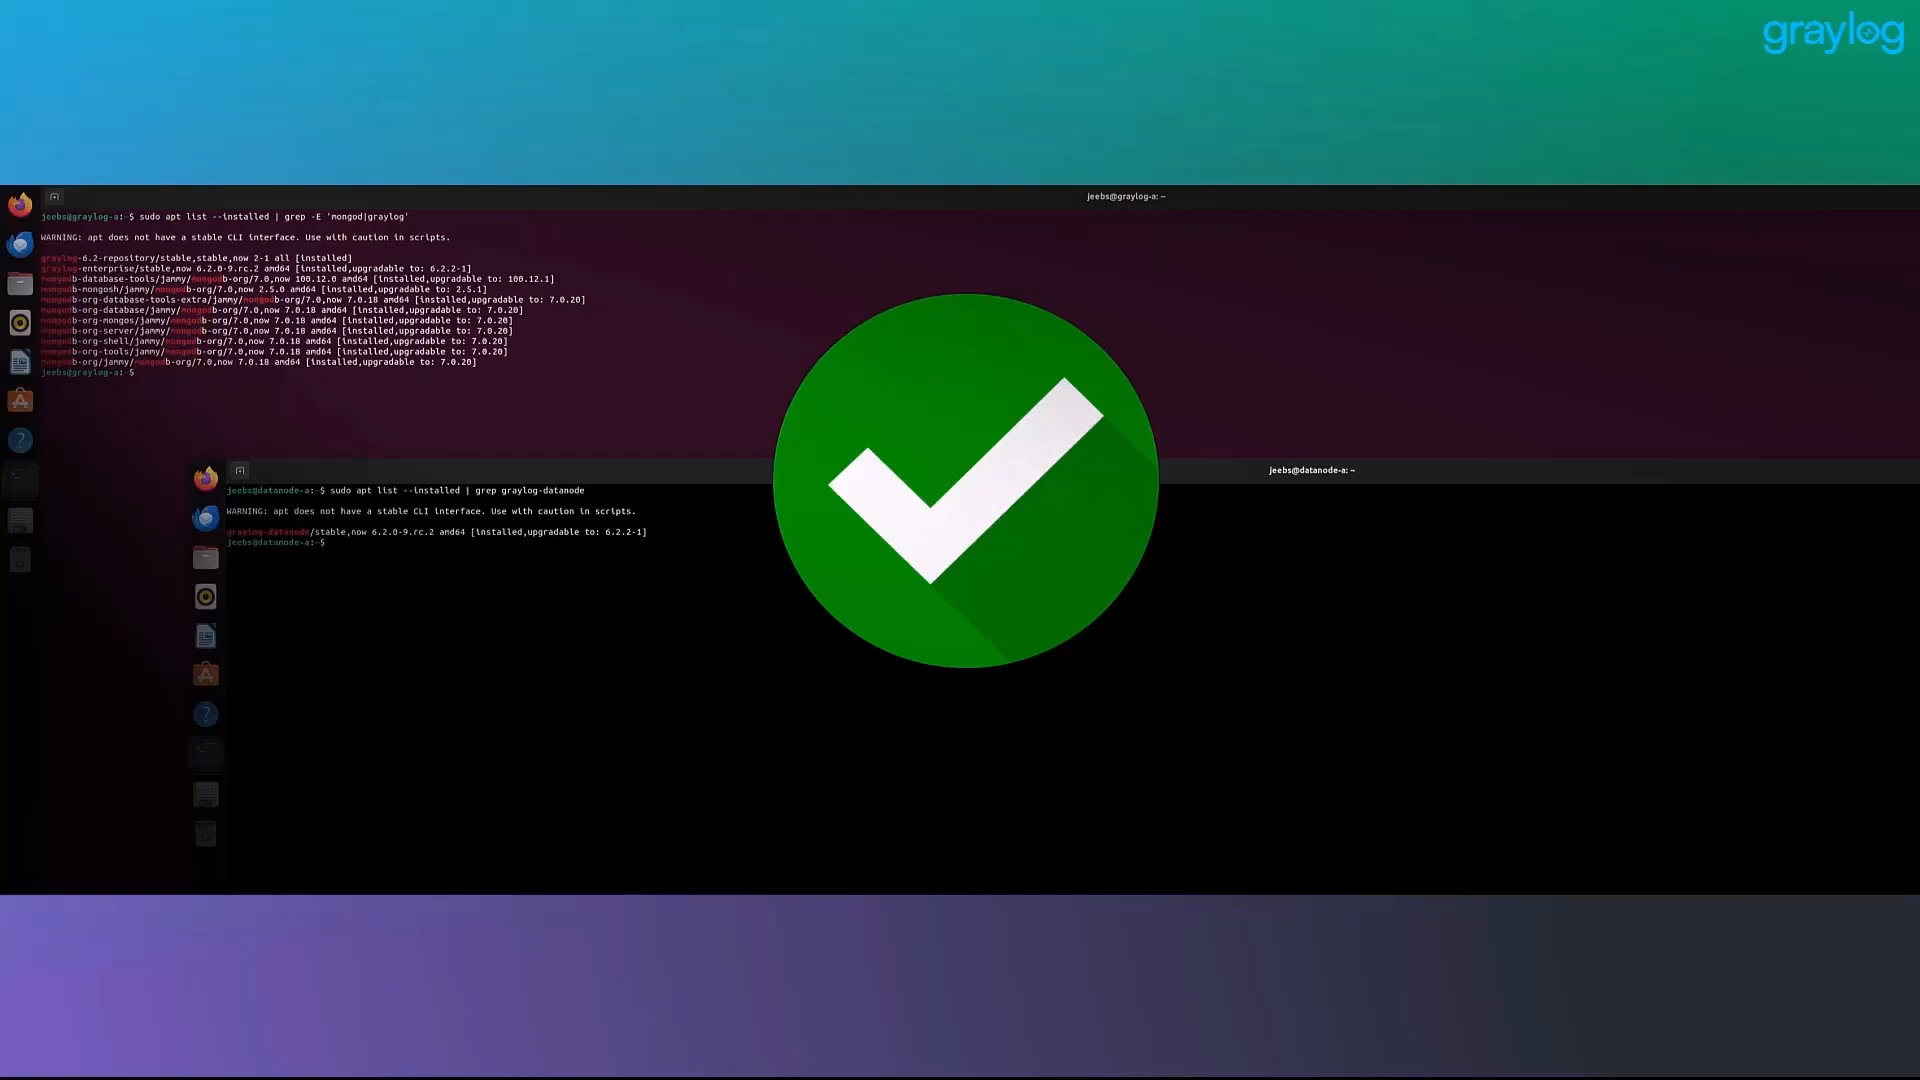 graylog
jeebs@graylog-a: ~
jeebs@graylog-a:~$ sudo apt list --installed | grep -E 'mongod|graylog'
WARNING: apt does not have a stable CLI interface. Use with caution in scripts.
graylog-6.2-repository/stable,stable,now 2-1 all [installed]
graylog-enterprise/stable,now 6.2.0-9.rc.2 amd64 [installed,upgradable to: 6.2.2-1]
mongodb-database-tools/jammy/mongodb-org/7.0,now 100.12.0 amd64 [installed,upgradable to: 100.12.1]
mongodb-mongosh/jammy/mongodb-org/7.0,now 2.5.0 amd64 [installed,upgradable to: 2.5.1]
mongodb-org-database-tools-extra/jammy/mongodb-org/7.0,now 7.0.18 amd64 [installed,upgradable to: 7.0.20]
mongodb-org-database/jammy/mongodb-org/7.0,now 7.0.18 amd64 [installed,upgradable to: 7.0.20]
mongodb-org-mongos/jammy/mongodb-org/7.0,now 7.0.18 amd64 [installed,upgradable to: 7.0.20]
mongodb-org-server/jammy/mongodb-org/7.0,now 7.0.18 amd64 [installed,upgradable to: 7.0.20]
mongodb-org-shell/jammy/mongodb-org/7.0,now 7.0.18 amd64 [installed,upgradable to: 7.0.20]
mongodb-org-tools/jammy/mongodb-org/7.0,now 7.0.18 amd64 [installed,upgradable to: 7.0.20]
mongodb-org/jammy/mongodb-org/7.0,now 7.0.18 amd64 [installed,upgradable to: 7.0.20]
jeebs@graylog-a:~$
jeebs@datanode-a: ~
jeebs@datanode-a:~$ sudo apt list --installed | grep graylog-datanode
WARNING: apt does not have a stable CLI interface. Use with caution in scripts.
graylog-datanode/stable,now 6.2.0-9.rc.2 amd64 [installed,upgradable to: 6.2.2-1]
jeebs@datanode-a:~$